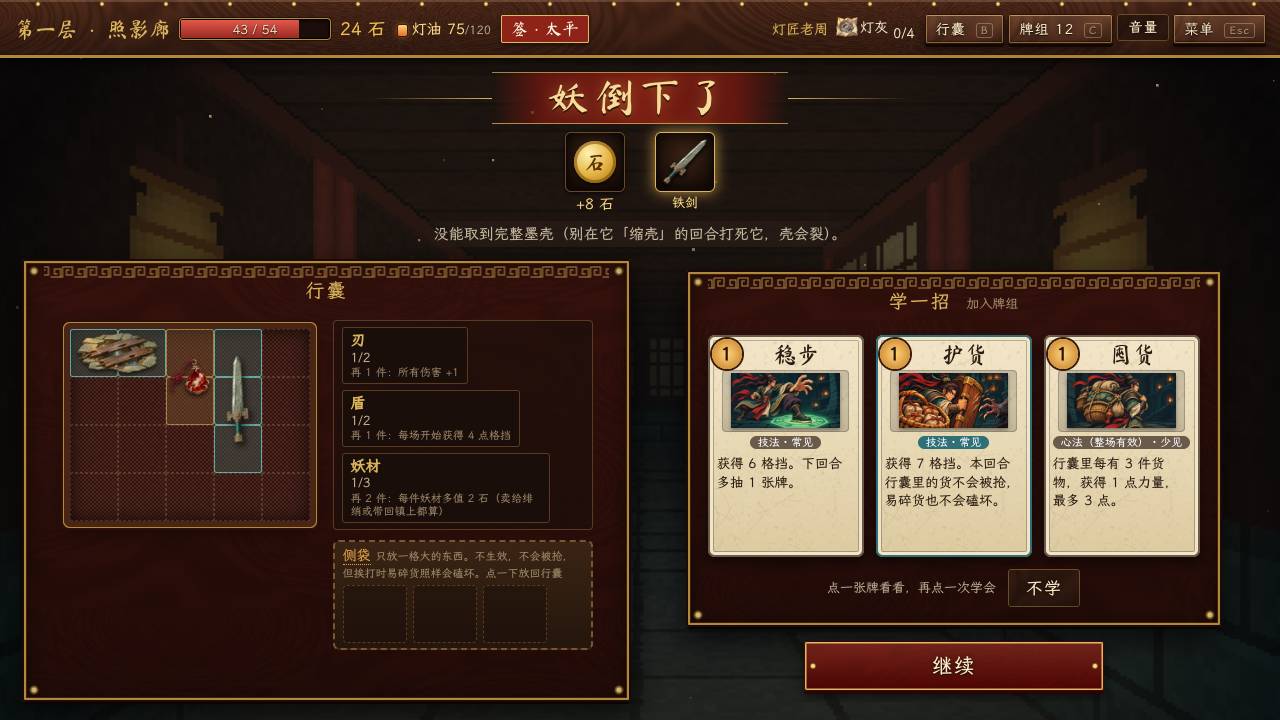 第一层 · 照影廊
43 / 54
24 石
灯油 75/120
签 · 太平
灯匠老周
灯灰 0/4
行囊 B
牌组 12 C
音量
菜单 Esc
妖倒下了
石
+8 石
铁剑
没能取到完整墨壳（别在它「缩壳」的回合打死它，壳会裂）。
行囊
刃
1/2
再 1 件：所有伤害 +1
盾
1/2
再 1 件：每场开始获得 4 点格挡
妖材
1/3
再 2 件：每件妖材多值 2 石（卖给绯
绡或带回镇上都算）
侧袋 只放一格大的东西。不生效，不会被抢，
但挨打时易碎货照样会磕坏。点一下放回行囊
学一招 加入牌组
1 稳步
技法 · 常见
获得 6 格挡。下回合
多抽 1 张牌。
1 护货
技法 · 常见
获得 7 格挡。本回合
行囊里的货不会被抢，
易碎货也不会磕坏。
1 囤货
心法（整场有效） · 少见
行囊里每有 3 件货
物，获得 1 点力量，
最多 3 点。
点一张牌看看，再点一次学会
不学
继续